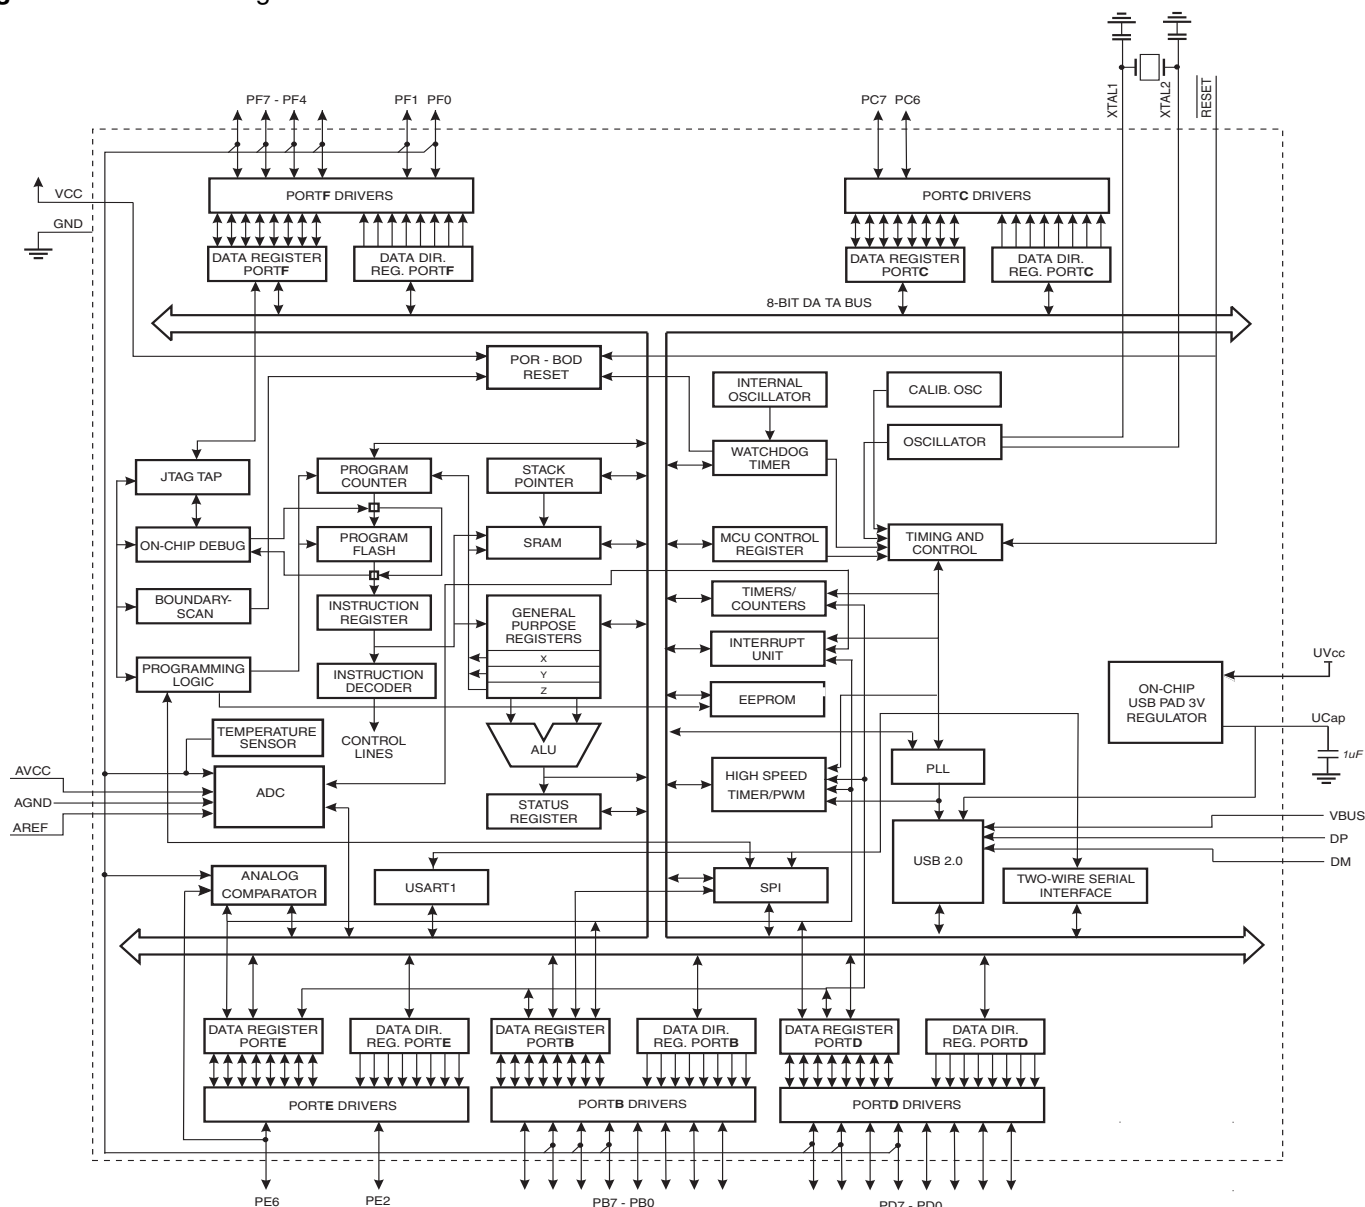 PF7 - PF4
PF1
PF0
PC7
PC6
XTAL1
XTAL2
RESET
VCC
GND
PORTF DRIVERS
PORTC DRIVERS
DATA REGISTER
PORTF
DATA DIR.
REG. PORTF
DATA REGISTER
PORTC
DATA DIR.
REG. PORTC
8-BIT DA TA BUS
POR - BOD
RESET
INTERNAL
OSCILLATOR
CALIB. OSC
OSCILLATOR
WATCHDOG
TIMER
JTAG TAP
PROGRAM
COUNTER
STACK
POINTER
ON-CHIP DEBUG
PROGRAM
FLASH
SRAM
MCU CONTROL
REGISTER
TIMING AND
CONTROL
BOUNDARY-
SCAN
INSTRUCTION
REGISTER
GENERAL
PURPOSE
REGISTERS
X
Y
Z
TIMERS/
COUNTERS
INTERRUPT
UNIT
PROGRAMMING
LOGIC
INSTRUCTION
DECODER
EEPROM
ON-CHIP
USB PAD 3V
REGULATOR
UVcc
UCap
1uF
TEMPERATURE
SENSOR
CONTROL
LINES
ALU
AVCC
AGND
AREF
ADC
STATUS
REGISTER
HIGH SPEED
TIMER/PWM
PLL
VBUS
DP
DM
ANALOG
COMPARATOR
USART1
SPI
USB 2.0
TWO-WIRE SERIAL
INTERFACE
DATA REGISTER
PORTE
DATA DIR.
REG. PORTE
DATA REGISTER
PORTB
DATA DIR.
REG. PORTB
DATA REGISTER
PORTD
DATA DIR.
REG. PORTD
PORTE DRIVERS
PORTB DRIVERS
PORTD DRIVERS
PE6
PE2
PB7 - PB0
PD7 - PD0